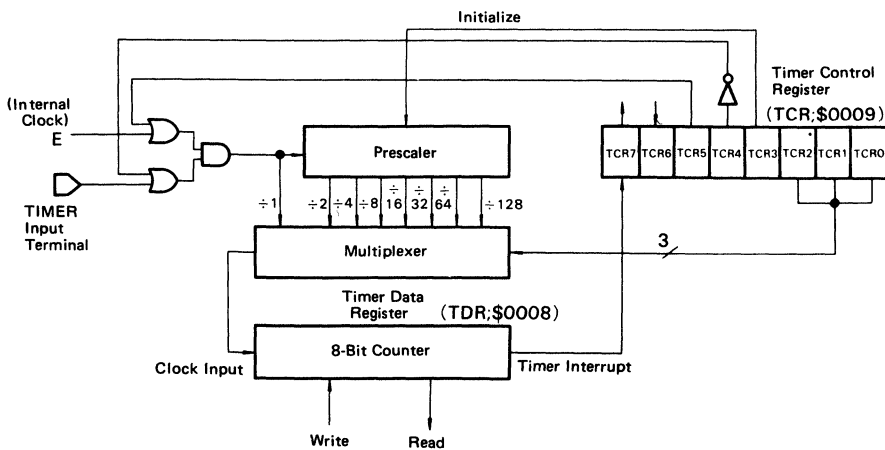 Initialize
(Internal
Clock)
E
TIMER
Input
Terminal
Timer Control
Register
(TCR;$0009)
TCR7 TCR6 TCR5 TCR4 TCR3 TCR2 TCR1 TCR0
Prescaler
÷1 ÷2 ÷4 ÷8 ÷16 ÷32 ÷64 ÷128
Multiplexer
3
Timer Data
Register
(TDR;$0008)
8-Bit Counter
Clock Input
Timer Interrupt
Write
Read